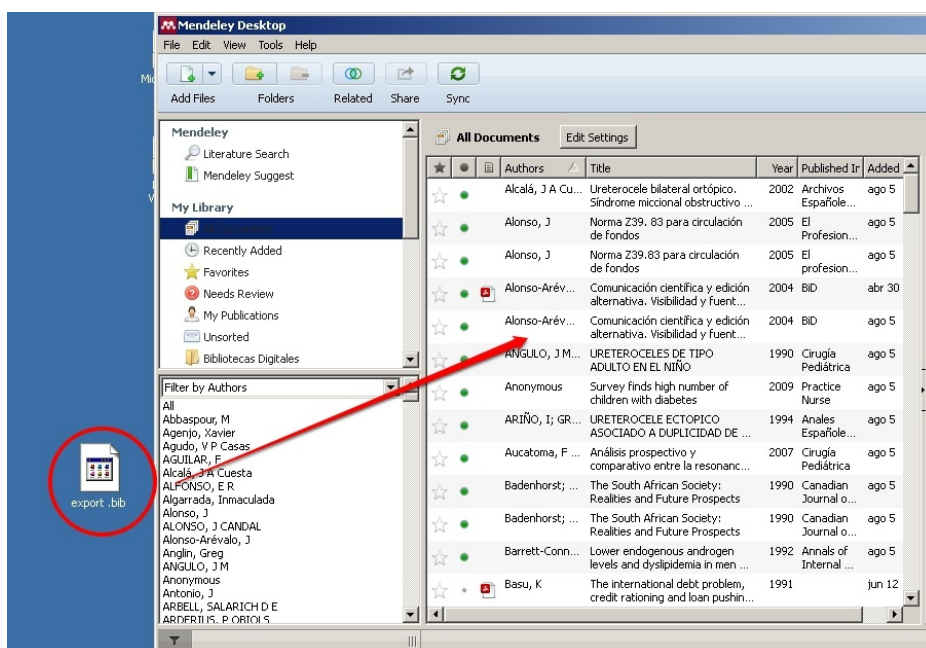 Mendeley Desktop
File Edit View Tools Help
Add Files Folders Related Share Sync
Mendeley
Literature Search
Mendeley Suggest
My Library
Recently Added
Favorites
Needs Review
My Publications
Unsorted
Bibliotecas Digitales
Filter by Authors
All
Abbaspour, M
Agenjo, Xavier
Agudo, V P Casas
AGUILAR, F
Alcalá, J A Cuesta
ALFONSO, E R
Algarrada, Inmaculada
Alonso, J
ALONSO, J CANDAL
Alonso-Arévalo, J
Anglin, Greg
ANGULO, J M
Anonymous
Antonio, J
ARBELL, SALARICH D E
ARDERIUS, P OBIOLS
export .bib
All Documents Edit Settings
Authors Title Year Published Ir Added
Alcalá, J A Cu... Ureterocele bilateral ortópico. 2002 Archivos ago 5
Síndrome miccional obstructivo ... Españole...
Alonso, J Norma Z39. 83 para circulación 2005 El ago 5
de fondos Profesion...
Alonso, J Norma Z39.83 para circulación 2005 El ago 5
de fondos profesion...
Alonso-Arév... Comunicación científica y edición 2004 BiD abr 30
alternativa. Visibilidad y fuent...
Alonso-Arév... Comunicación científica y edición 2004 BiD ago 5
alternativa. Visibilidad y fuent...
ANGULO, J M... URETEROCELES DE TIPO 1990 Cirugía ago 5
ADULTO EN EL NIÑO Pediátrica
Anonymous Survey finds high number of 2009 Practice ago 5
children with diabetes Nurse
ARIÑO, I; GR... URETEROCELE ECTOPICO 1994 Anales ago 5
ASOCIADO A DUPLICIDAD DE ... Españole...
Aucatoma, F ... Análisis prospectivo y 2007 Cirugía ago 5
comparativo entre la resonanc... Pediátrica
Badenhorst; ... The South African Society: 1990 Canadian ago 5
Realities and Future Prospects Journal o...
Badenhorst; ... The South African Society: 1990 Canadian ago 5
Realities and Future Prospects Journal o...
Barrett-Conn... Lower endogenous androgen 1992 Annals of ago 5
levels and dyslipidemia in men ... Internal ...
Basu, K The international debt problem, 1991 jun 12
credit rationing and loan pushin...